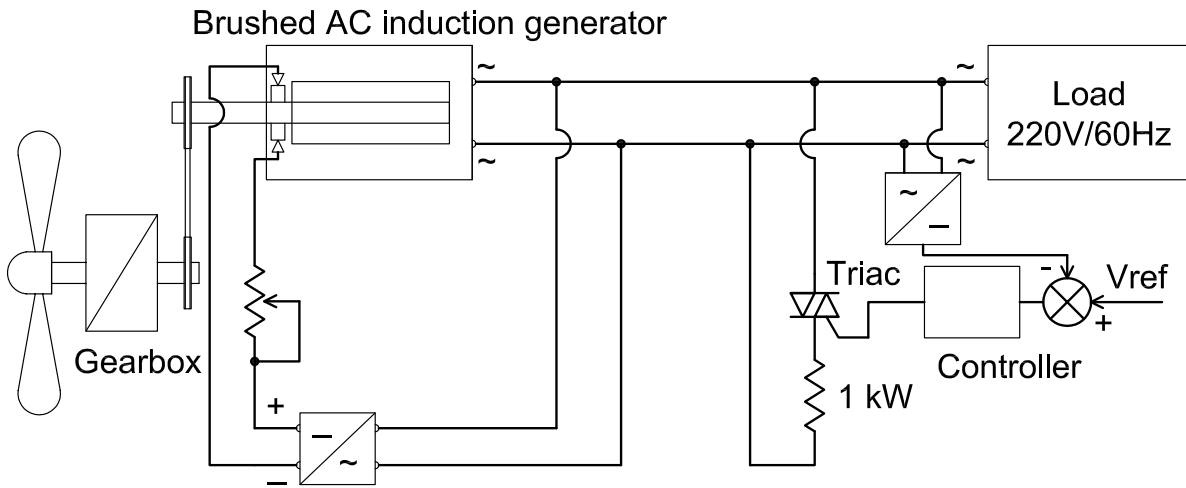 Brushed AC induction generator
~
~
~
~
Load
220V/60Hz
~
−
-
Vref
+
Triac
Gearbox
Controller
1 kW
+
−
~
−